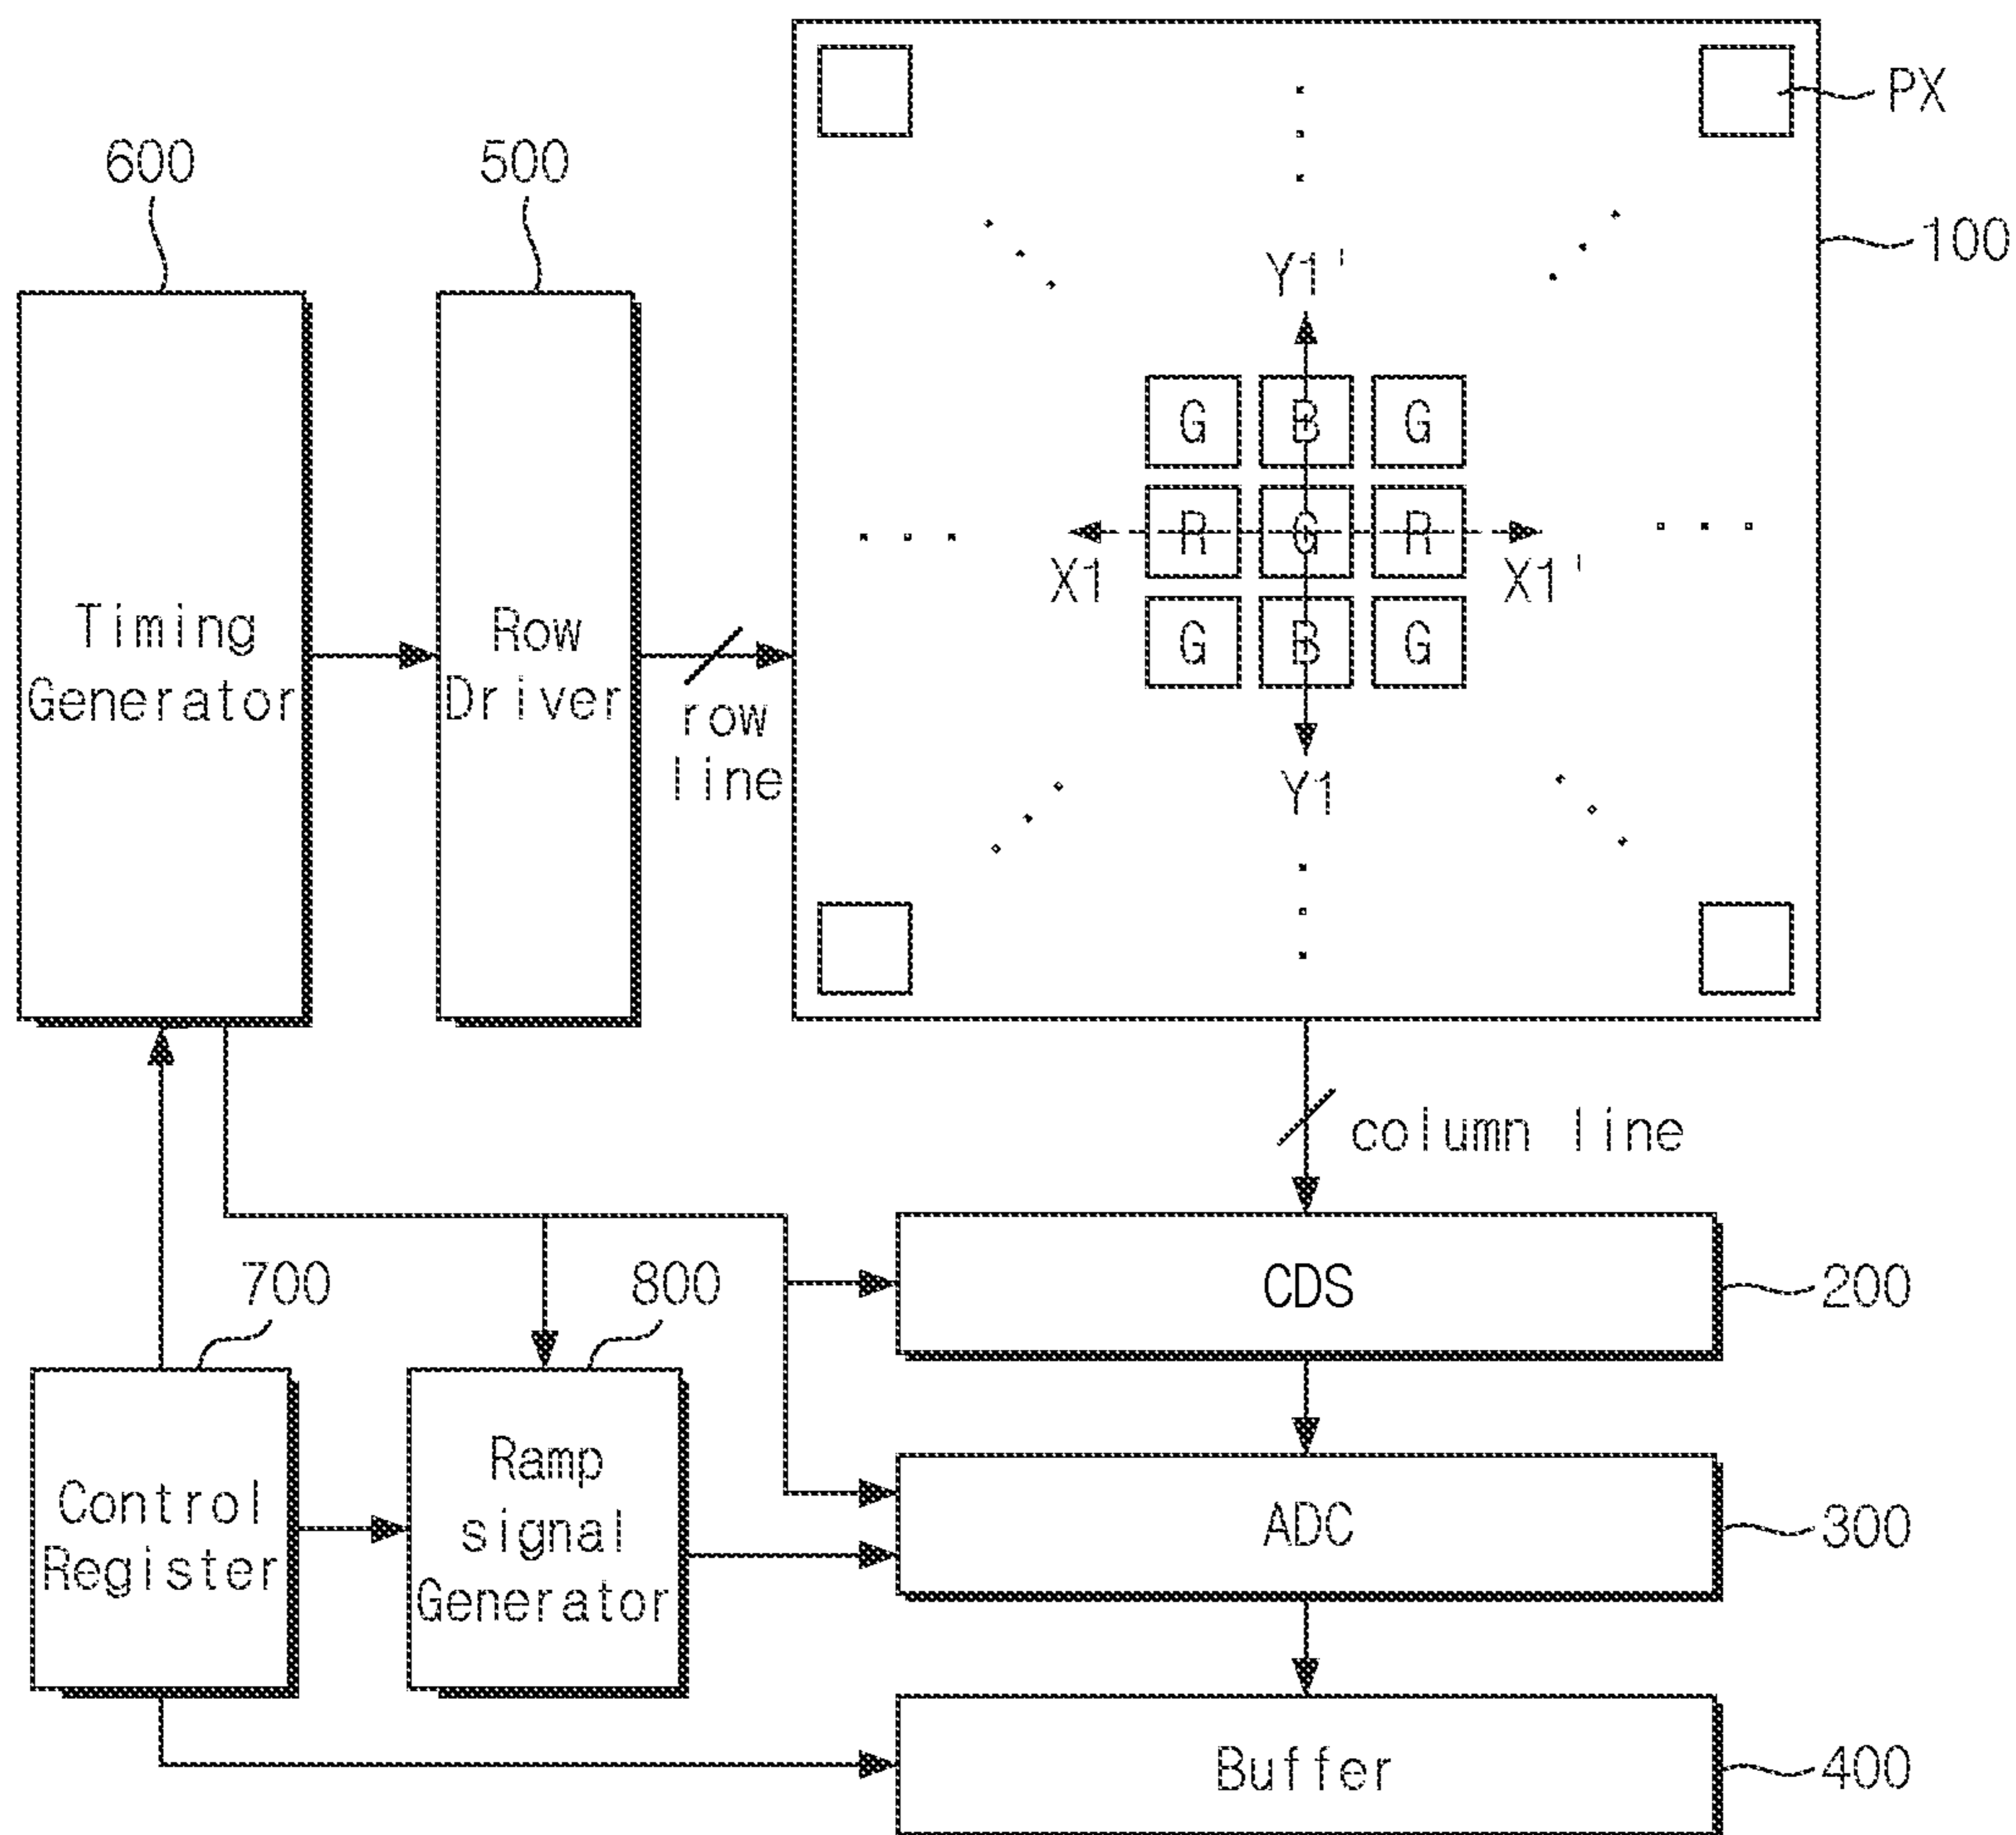 PX
600
500
100
Y1'
G B G
R G R
X1 X1'
G B G
Y1
Timing
Generator
Row
Driver
row
line
column line
700
800
CDS
200
Control
Register
Ramp
signal
Generator
ADC
300
Buffer
400